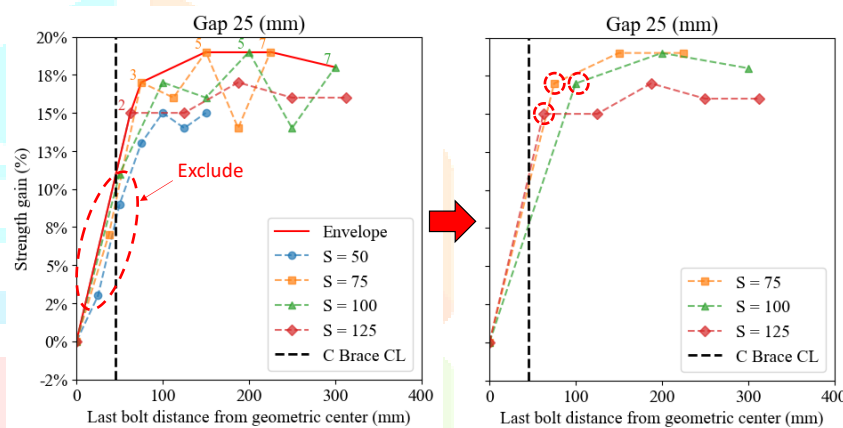 Gap 25 (mm)
20%
18%
15%
13%
10%
8%
5%
2%
0%
-2%
Strength gain (%)
2
3
5
7
5
7
Exclude
Envelope
S = 50
S = 75
S = 100
S = 125
C Brace CL
0
100
200
300
400
Last bolt distance from geometric center (mm)
Gap 25 (mm)
S = 75
S = 100
S = 125
C Brace CL
0
100
200
300
400
Last bolt distance from geometric center (mm)